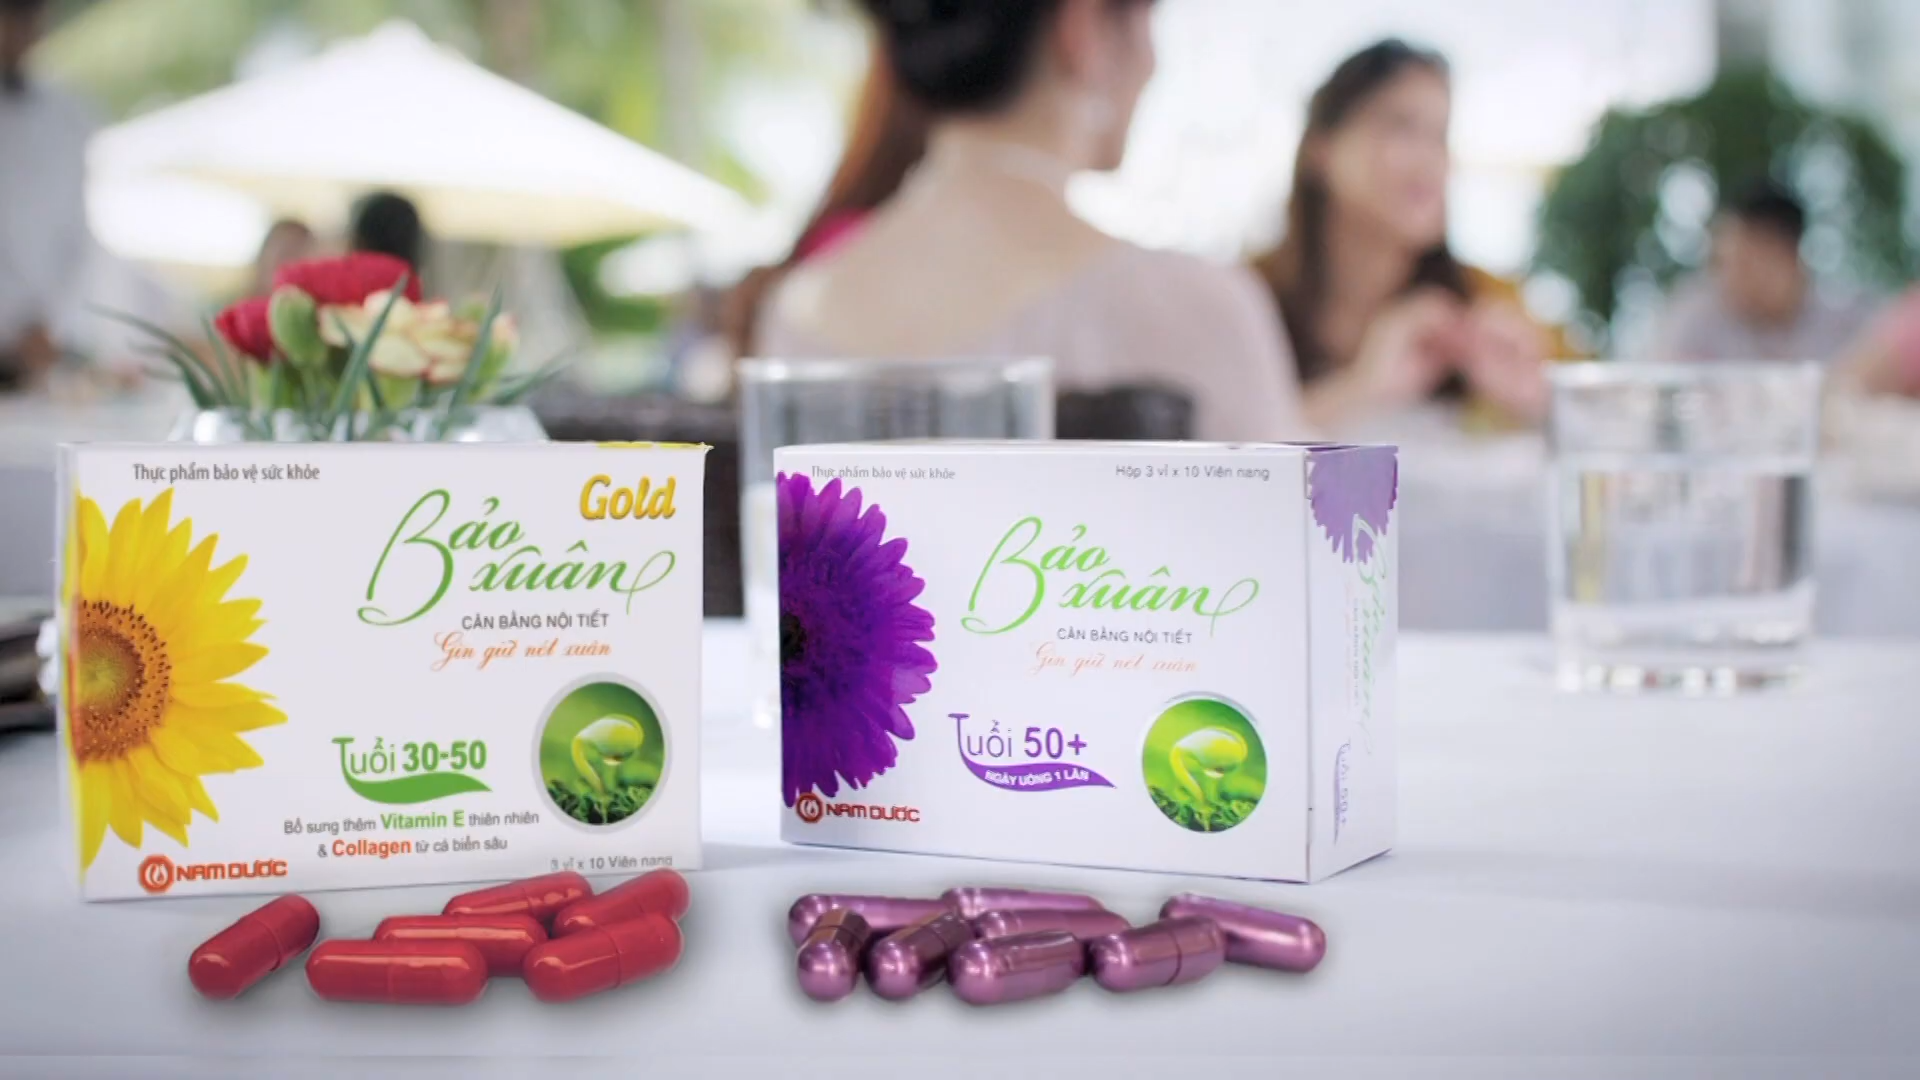 Thực phẩm bảo vệ sức khỏe
Gold
Bảo
xuân
CÂN BẰNG NỘI TIẾT
Gìn giữ nét xuân
Tuổi 30-50
Bổ sung thêm Vitamin E thiên nhiên
& Collagen từ cá biển sâu
NAM DƯỢC
3 vỉ x 10 Viên nang
Thực phẩm bảo vệ sức khỏe
Hộp 3 vỉ x 10 Viên nang
Bảo
xuân
CÂN BẰNG NỘI TIẾT
Gìn giữ nét xuân
Tuổi 50+
NGÀY UỐNG 1 LẦN
NAM DƯỢC